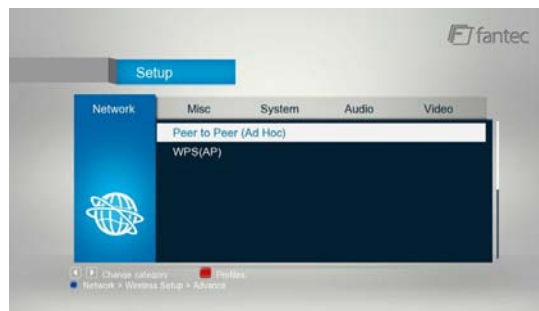 fantec
Setup
Network Misc System Audio Video
Peer to Peer (Ad Hoc)
WPS(AP)
Change category Profiles
Network > Wireless Setup > Advance